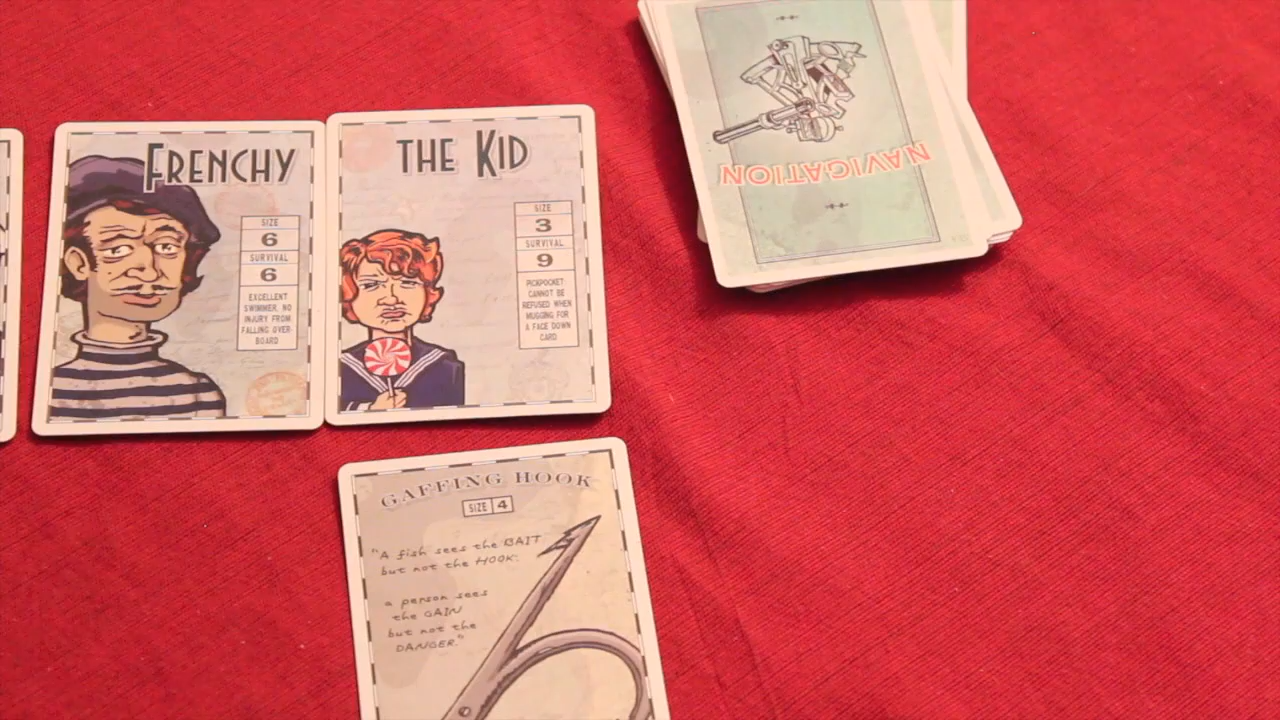 FRENCHY
SIZE
6
SURVIVAL
6
EXCELLENT
SWIMMER, NO
INJURY FROM
FALLING OVER-
BOARD
THE KID
SIZE
3
SURVIVAL
9
PICKPOCKET:
CANNOT BE
REFUSED WHEN
MUGGING FOR
A FACE DOWN
CARD
NAVIGATION
GAFFING HOOK
SIZE 4
"A fish sees the BAIT
but not the HOOK;
a person sees
the GAIN
but not the
DANGER."